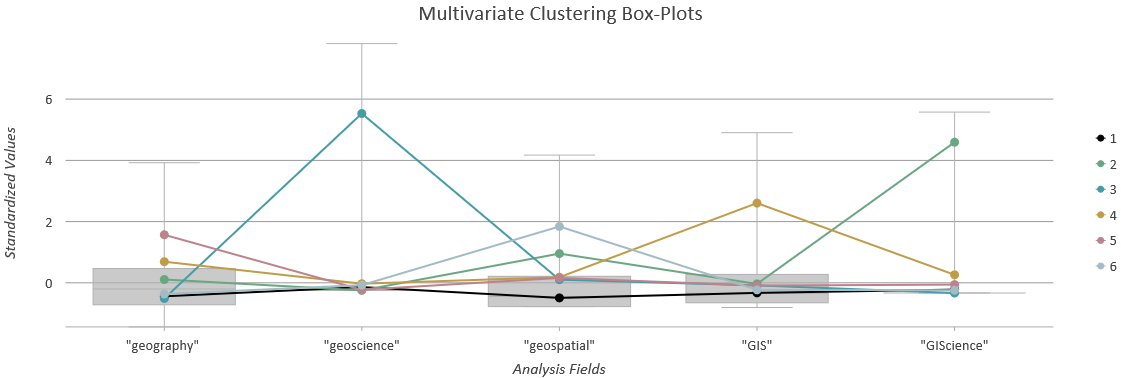 Multivariate Clustering Box-Plots
Standardized Values
6
4
2
0
"geography" "geoscience" "geospatial" "GIS" "GIScience"
Analysis Fields
1
2
3
4
5
6